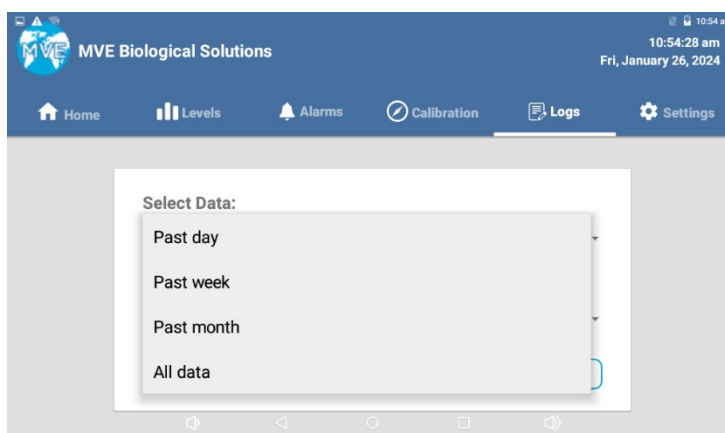 10:54 a
MVE
MVE Biological Solutions
10:54:28 am
Fri, January 26, 2024
Home
Levels
Alarms
Calibration
Logs
Settings
Select Data:
Past day
Past week
Past month
All data